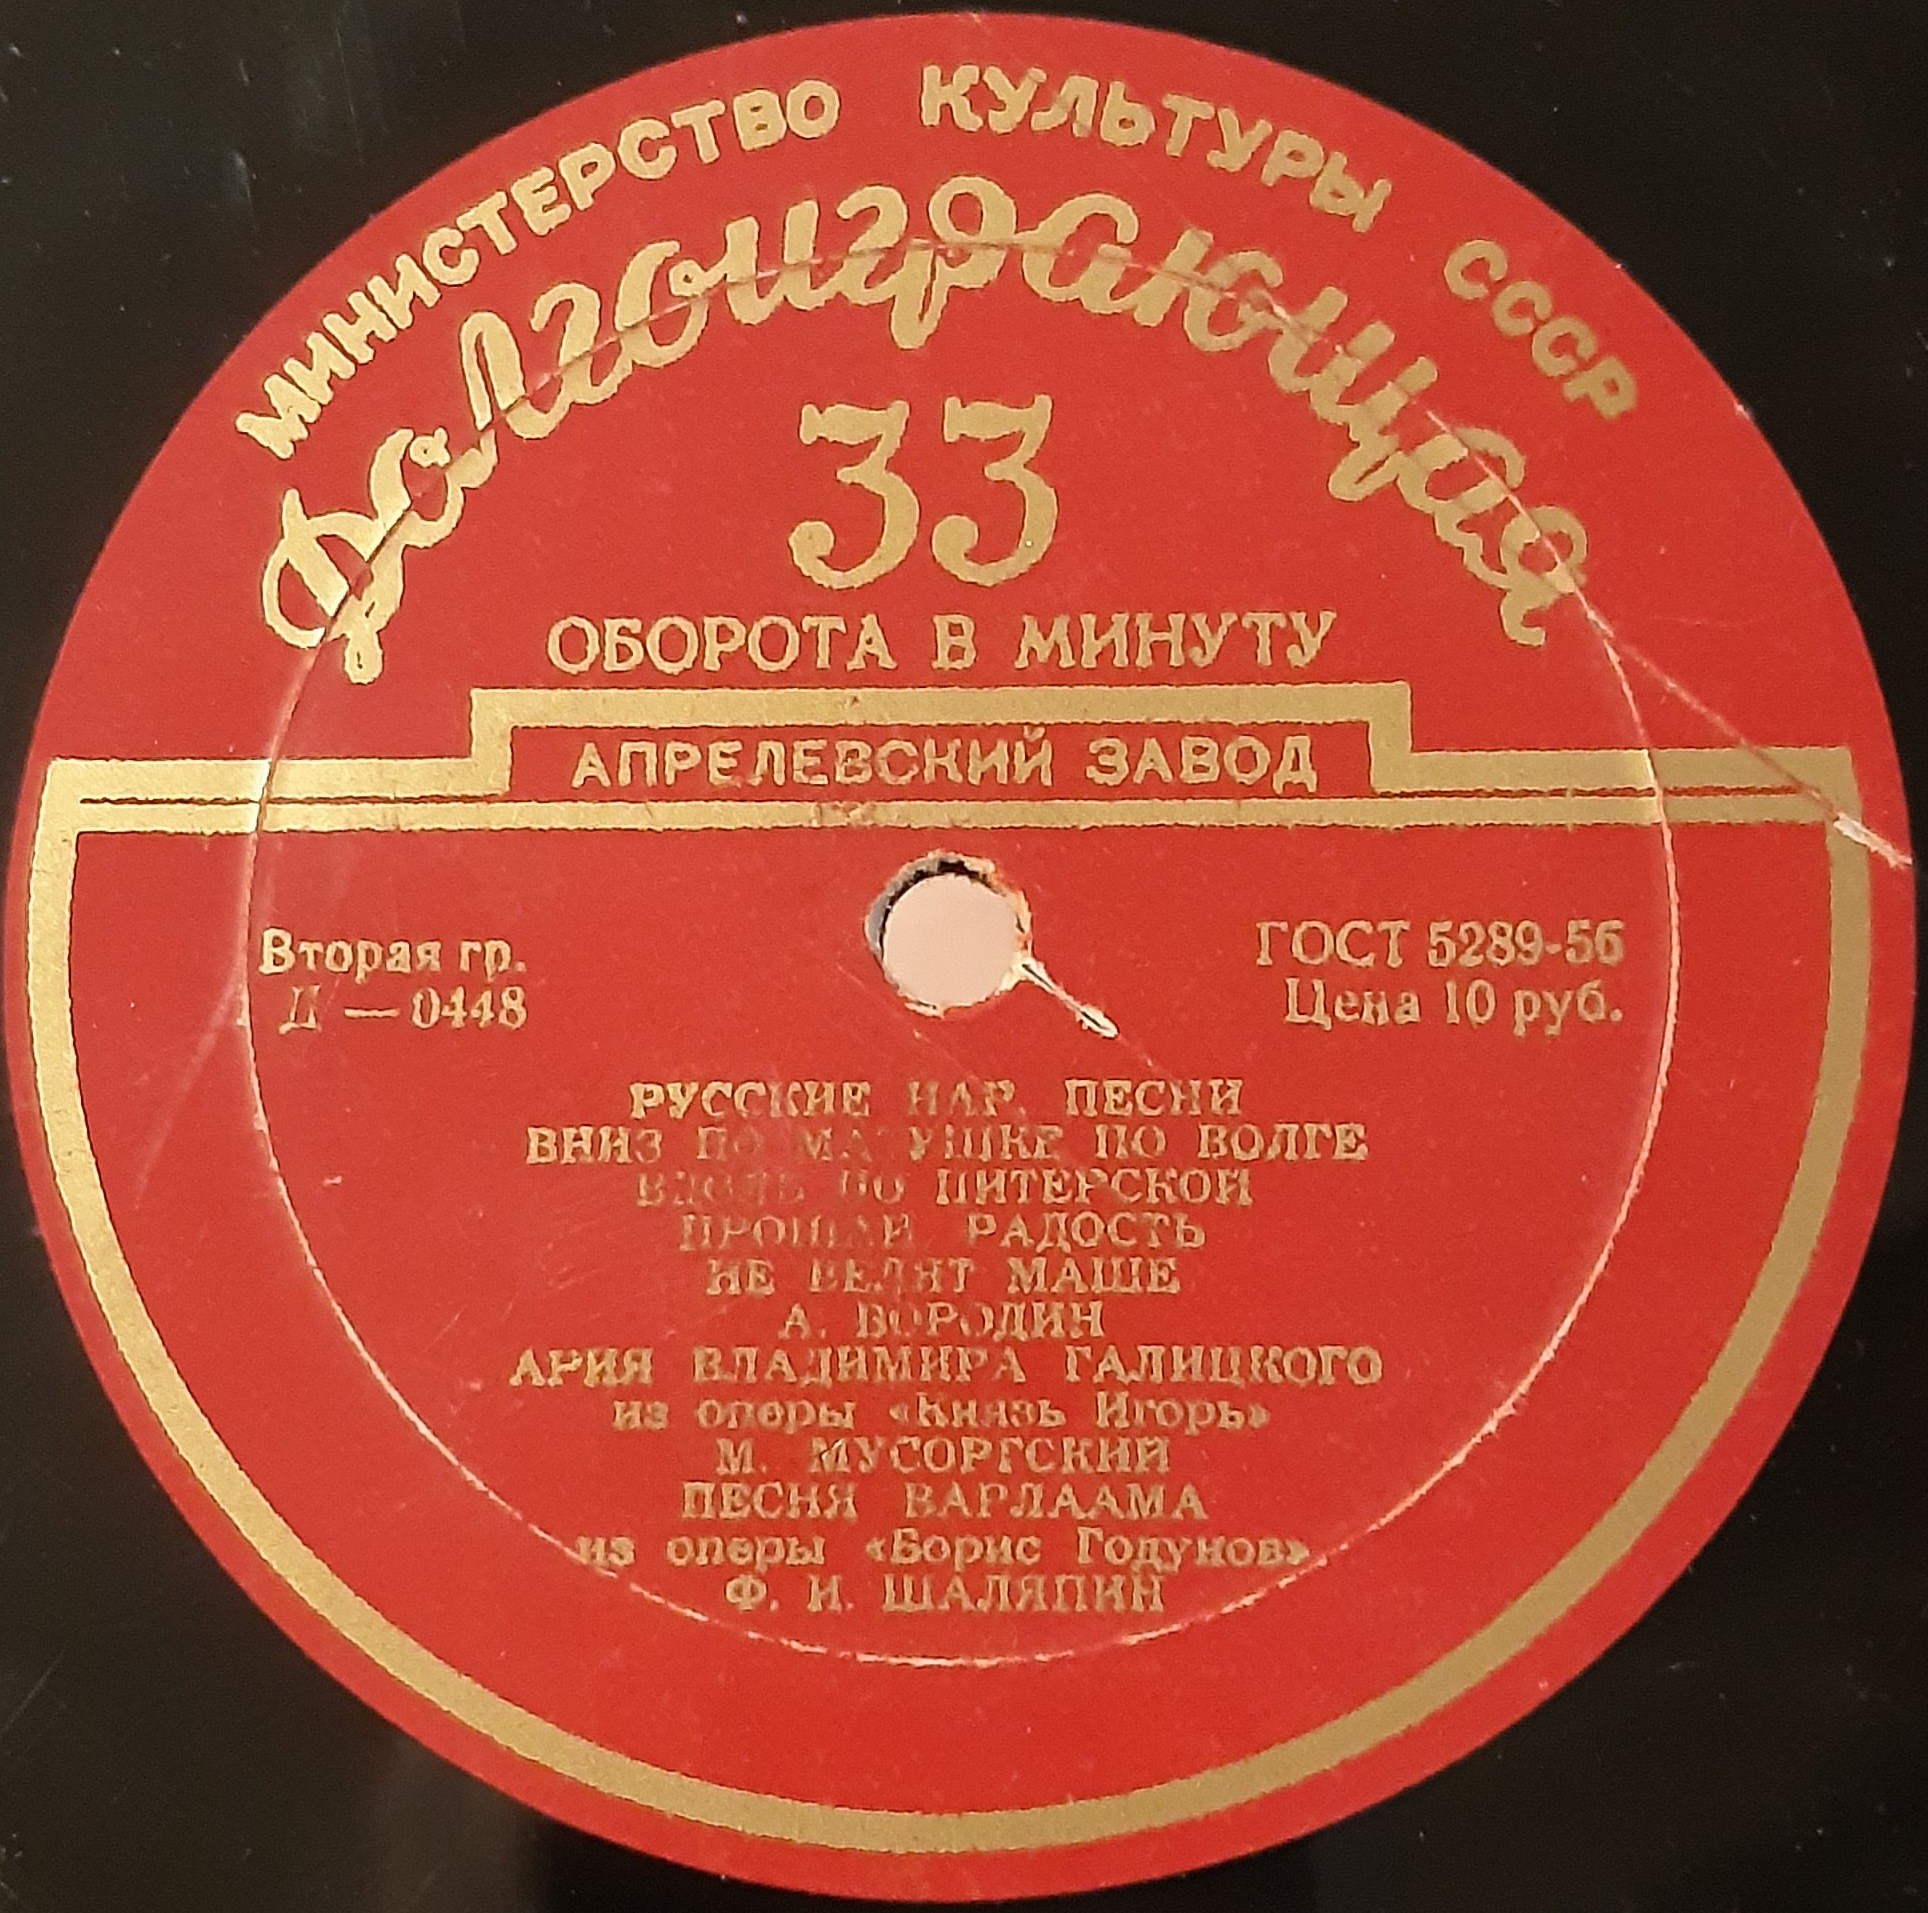 МИНИСТЕРСТВО КУЛЬТУРЫ СССР
Долгоиграющая
33
ОБОРОТА В МИНУТУ
АПРЕЛЕВСКИЙ ЗАВОД
Вторая гр.
Д — 0448
ГОСТ 5289-56
Цена 10 руб.
РУССКИЕ НАР. ПЕСНИ
ВНИЗ ПО МАТУШКЕ ПО ВОЛГЕ
ВДОЛЬ ПО ПИТЕРСКОЙ
ПРОЩАЙ, РАДОСТЬ
НЕ ВЕЛЯТ МАШЕ
А. БОРОДИН
АРИЯ ВЛАДИМИРА ГАЛИЦКОГО
из оперы «Князь Игорь»
М. МУСОРГСКИЙ
ПЕСНЯ ВАРЛААМА
из оперы «Борис Годунов»
Ф. И. ШАЛЯПИН